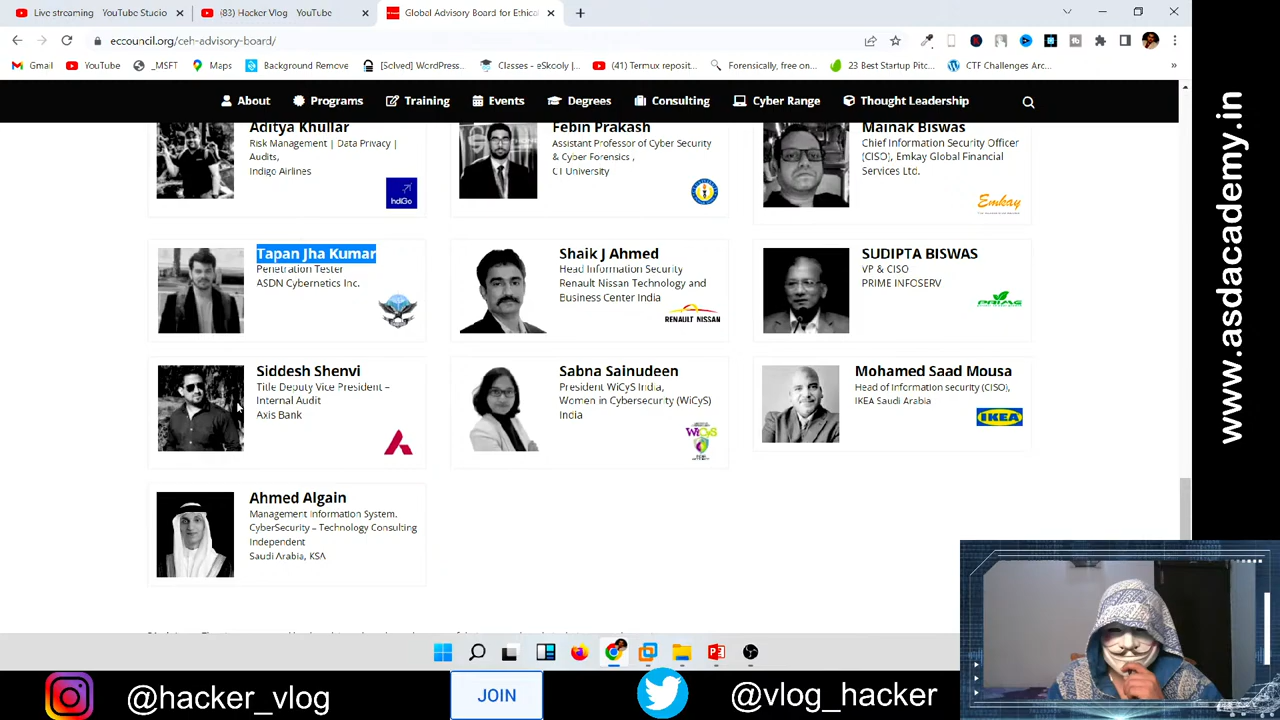 Live streaming - YouTube Studio
(83) Hacker Vlog - YouTube
Global Advisory Board for Ethical
eccouncil.org/ceh-advisory-board/
Gmail
YouTube
_MSFT
Maps
Background Remove
[Solved] WordPress...
Classes - eSkooly |...
(41) Termux reposit...
Forensically, free on...
23 Best Startup Pitc...
CTF Challenges Arc...
»
About
Programs
Training
Events
Degrees
Consulting
Cyber Range
Thought Leadership
Aditya Khullar
Risk Management | Data Privacy |
Audits,
Indigo Airlines
IndiGo
Febin Prakash
Assistant Professor of Cyber Security
& Cyber Forensics ,
CT University
Mainak Biswas
Chief Information Security Officer
(CISO), Emkay Global Financial
Services Ltd.
Emkay
Tapan Jha Kumar
Penetration Tester
ASDN Cybernetics Inc.
Shaik J Ahmed
Head Information Security
Renault Nissan Technology and
Business Center India
RENAULT NISSAN
SUDIPTA BISWAS
VP & CISO
PRIME INFOSERV
PRIME
Siddesh Shenvi
Title Deputy Vice President –
Internal Audit
Axis Bank
Sabna Sainudeen
President WiCyS India,
Women in Cybersecurity (WiCyS)
India
WiCyS
Mohamed Saad Mousa
Head of Information security (CISO),
IKEA Saudi Arabia
IKEA
Ahmed Algain
Management Information System.
CyberSecurity – Technology Consulting
Independent
Saudi Arabia, KSA
www.asdacademy.in
@hacker_vlog
JOIN
@vlog_hacker